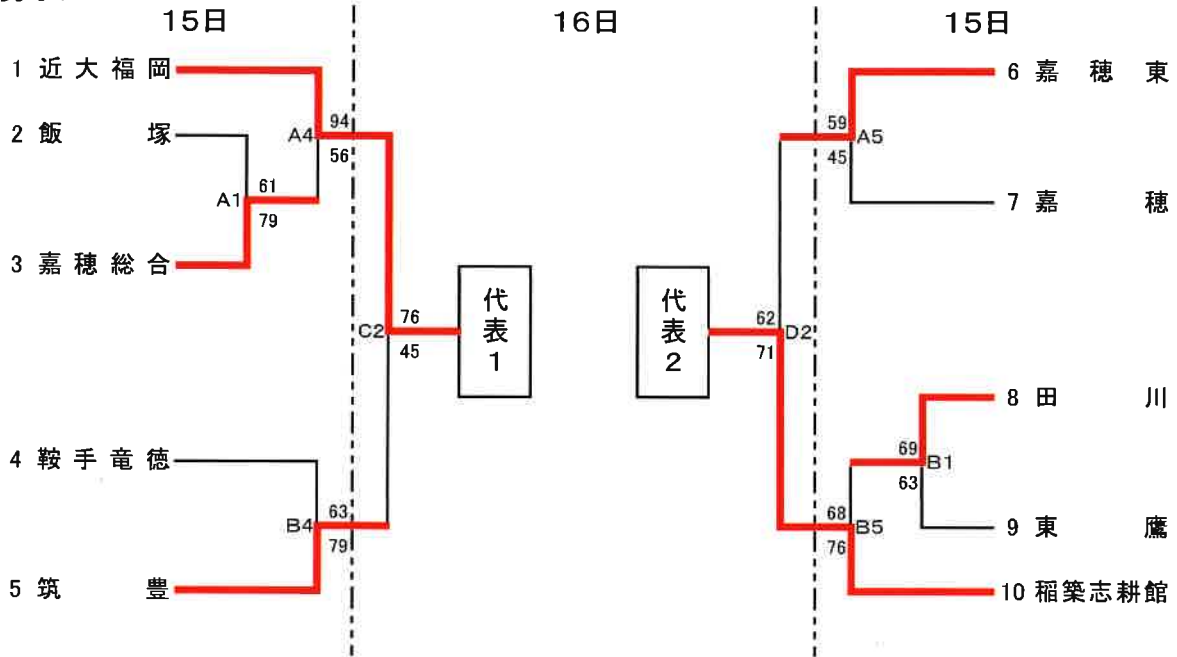 15日 16日 15日
1 近大福岡
2 飯塚
3 嘉穂総合
4 鞍手竜徳
5 筑豊
A1
61
79
A4
94
56
B4
63
79
C2
76
45
代表1
代表2
62
D2
71
59
A5
45
69
B1
63
68
B5
76
6 嘉穂東
7 嘉穂
8 田川
9 東鷹
10 稲築志耕館